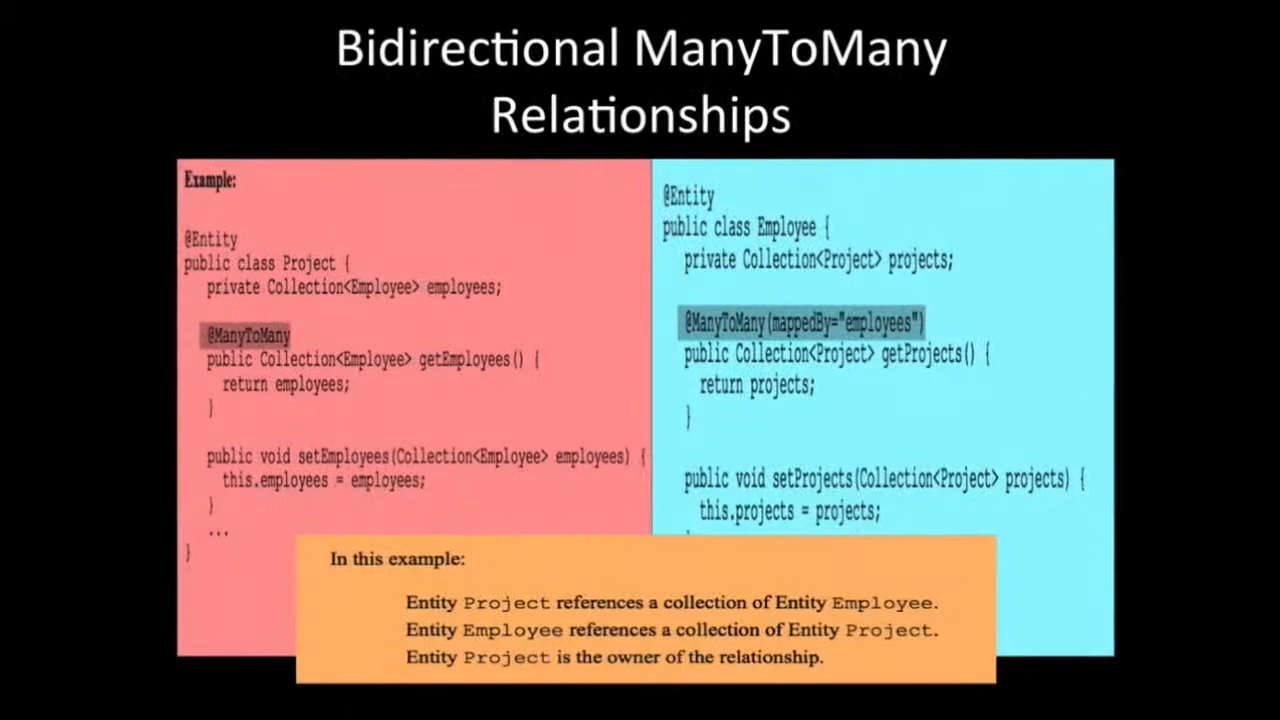 Bidirectional ManyToMany
Relationships
Example:
@Entity
public class Project {
private Collection<Employee> employees;
@ManyToMany
public Collection<Employee> getEmployees() {
return employees;
}
public void setEmployees(Collection<Employee> employees) {
this.employees = employees;
}
...
}
@Entity
public class Employee {
private Collection<Project> projects;
@ManyToMany(mappedBy="employees")
public Collection<Project> getProjects() {
return projects;
}
public void setProjects(Collection<Project> projects) {
this.projects = projects;
In this example:
Entity Project references a collection of Entity Employee.
Entity Employee references a collection of Entity Project.
Entity Project is the owner of the relationship.